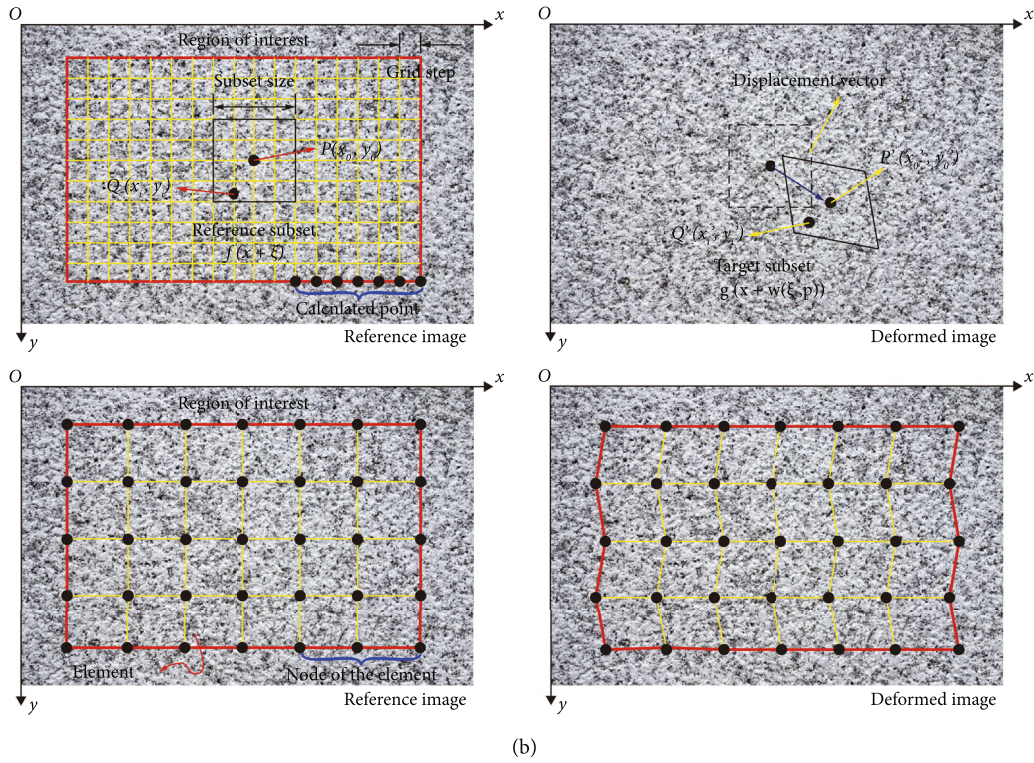 O
x
Region of interest
Grid step
Subset size
P(x₀, y₀)
Q (xᵢ, yᵢ)
Reference subset
f (x + ξ)
Calculated point
y
Reference image
O
x
Displacement vector
P' (x₀', y₀')
Q' (xᵢ', yᵢ')
Target subset
g (x + w(ξ, p))
y
Deformed image
O
x
Region of interest
Element
Node of the element
y
Reference image
O
x
y
Deformed image
(b)